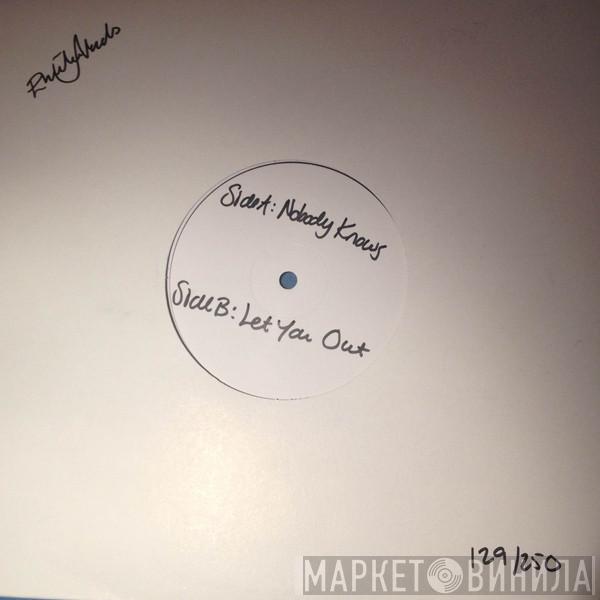 Side A: Nobody Knows
Side B: Let You Out
129/250
МАРКЕТ ВИНИЛА